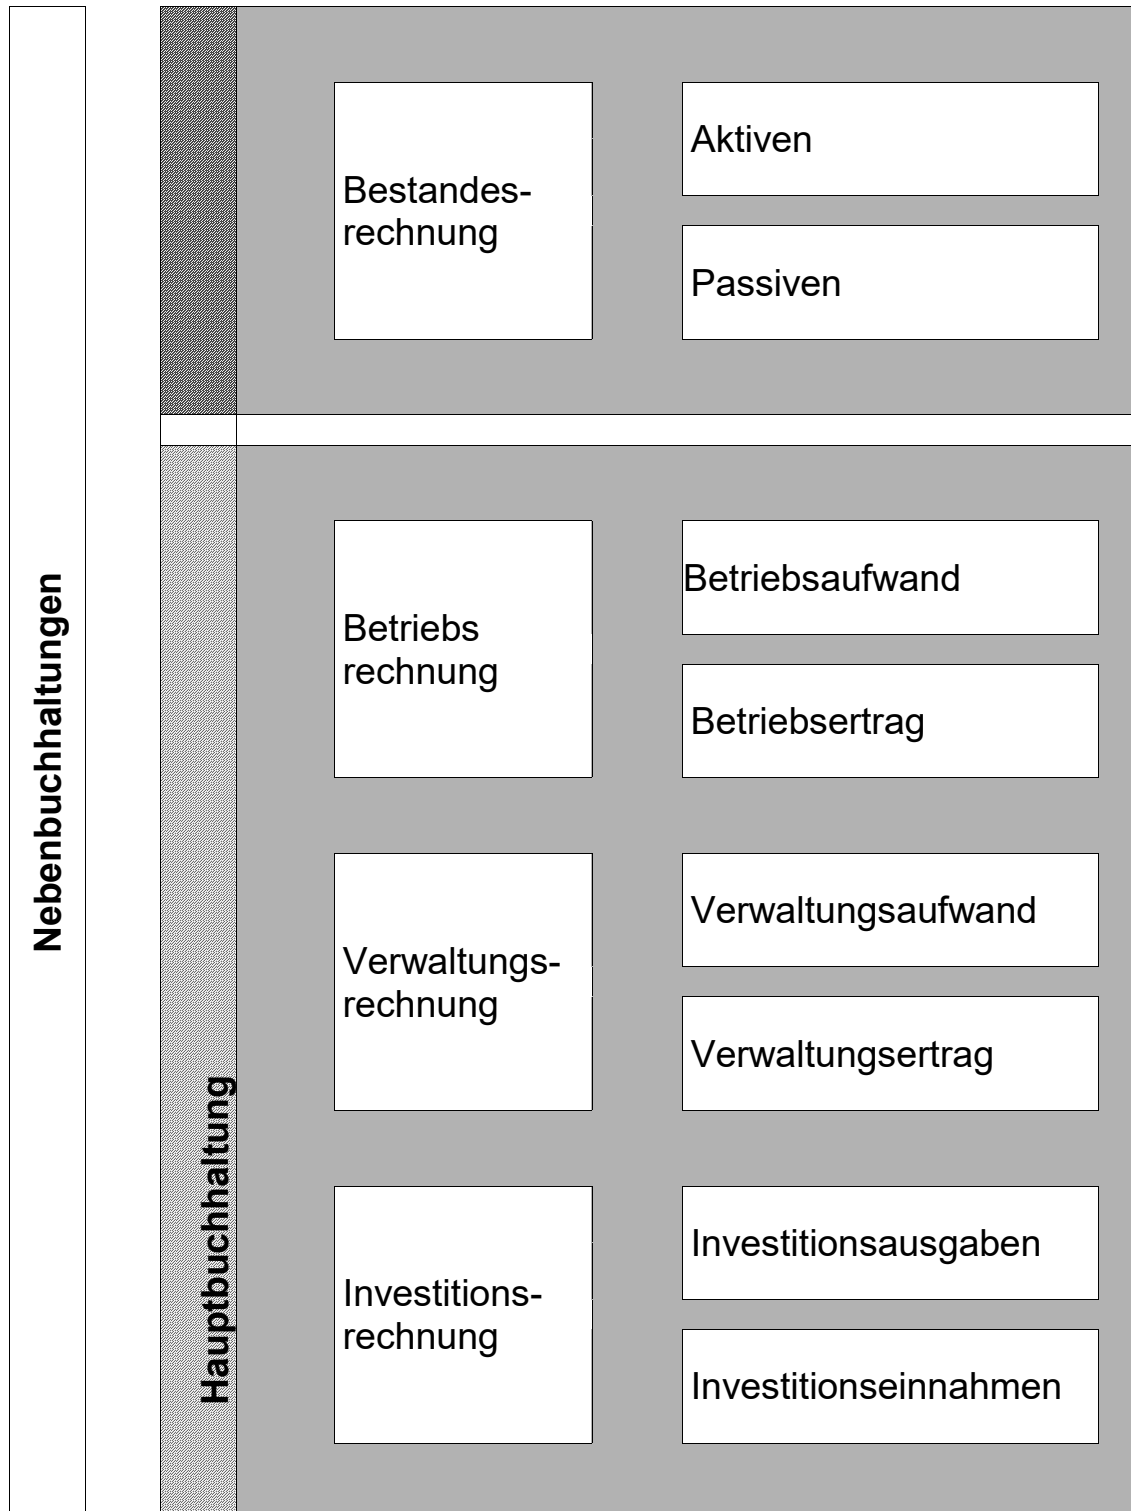 Nebenbuchhaltungen
Hauptbuchhaltung
Bestandes-
rechnung
Aktiven
Passiven
Betriebs
rechnung
Betriebsaufwand
Betriebsertrag
Verwaltungs-
rechnung
Verwaltungsaufwand
Verwaltungsertrag
Investitions-
rechnung
Investitionsausgaben
Investitionseinnahmen